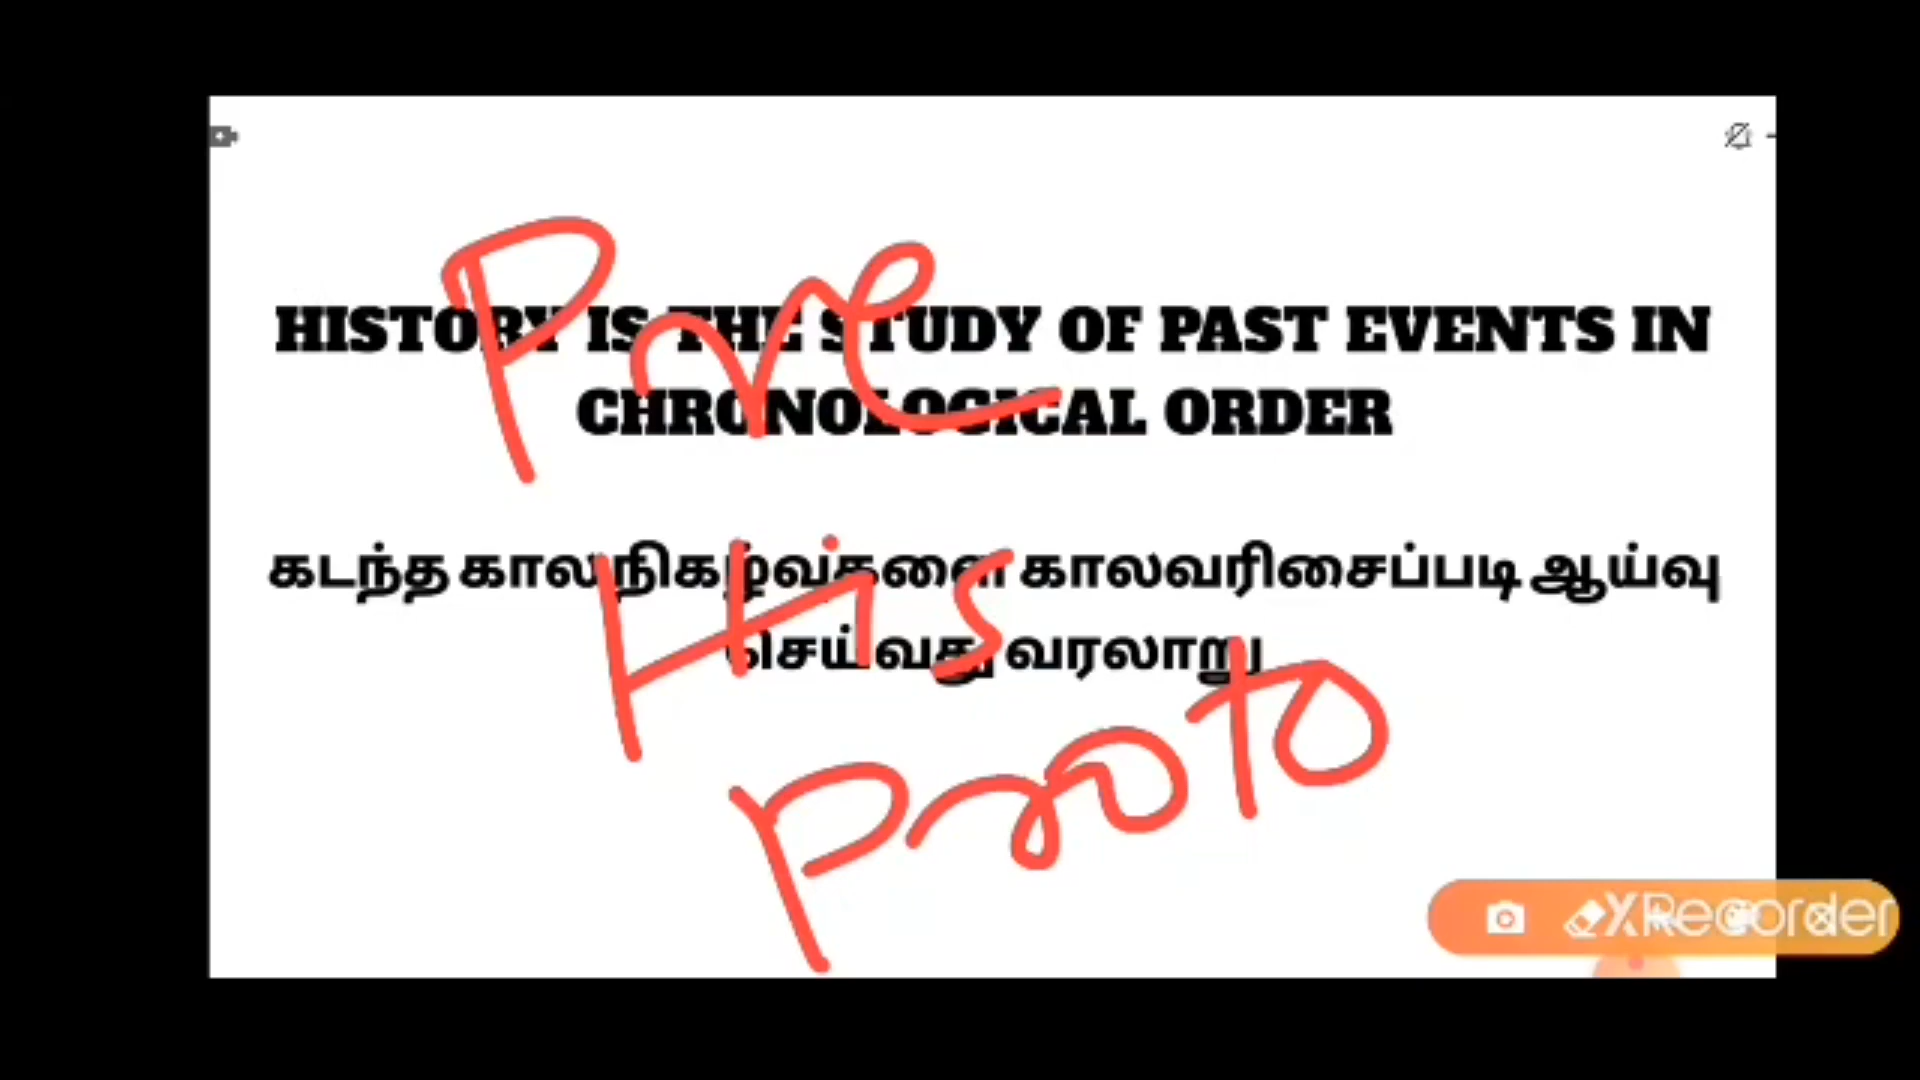 Pre
HISTORY IS THE STUDY OF PAST EVENTS IN
CHRONOLOGICAL ORDER
கடந்த கால நிகழ்வுகளை காலவரிசைப்படி ஆய்வு
His
செய்வது வரலாறு
Proto
XRecorder